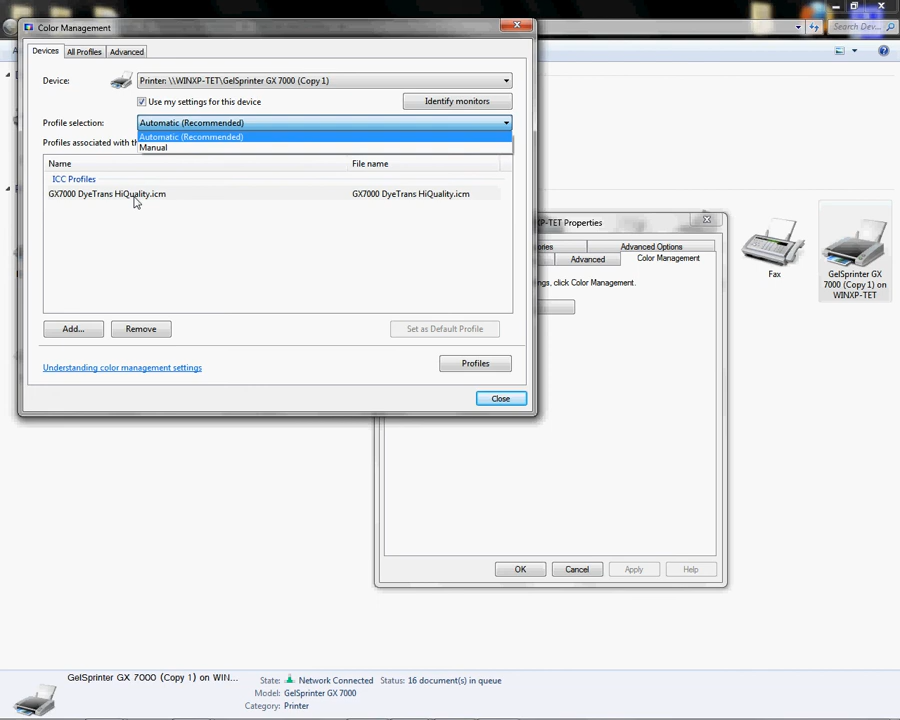 Color Management
Search De...
Devices
All Profiles
Advanced
Device:
Printer: \\WINXP-TET\GelSprinter GX 7000 (Copy 1)
Use my settings for this device
Identify monitors
Profile selection:
Automatic (Recommended)
Automatic (Recommended)
Manual
Profiles associated with th
Name
File name
ICC Profiles
GX7000 DyeTrans HiQuality.icm
GX7000 DyeTrans HiQuality.icm
Add...
Remove
Set as Default Profile
Understanding color management settings
Profiles
Close
XP-TET Properties
ories
Advanced Options
Advanced
Color Management
ngs, click Color Management.
OK
Cancel
Apply
Help
Fax
GelSprinter GX
7000 (Copy 1) on
WINXP-TET
GelSprinter GX 7000 (Copy 1) on WIN...
State:
Network Connected
Status: 16 document(s) in queue
Model: GelSprinter GX 7000
Category: Printer